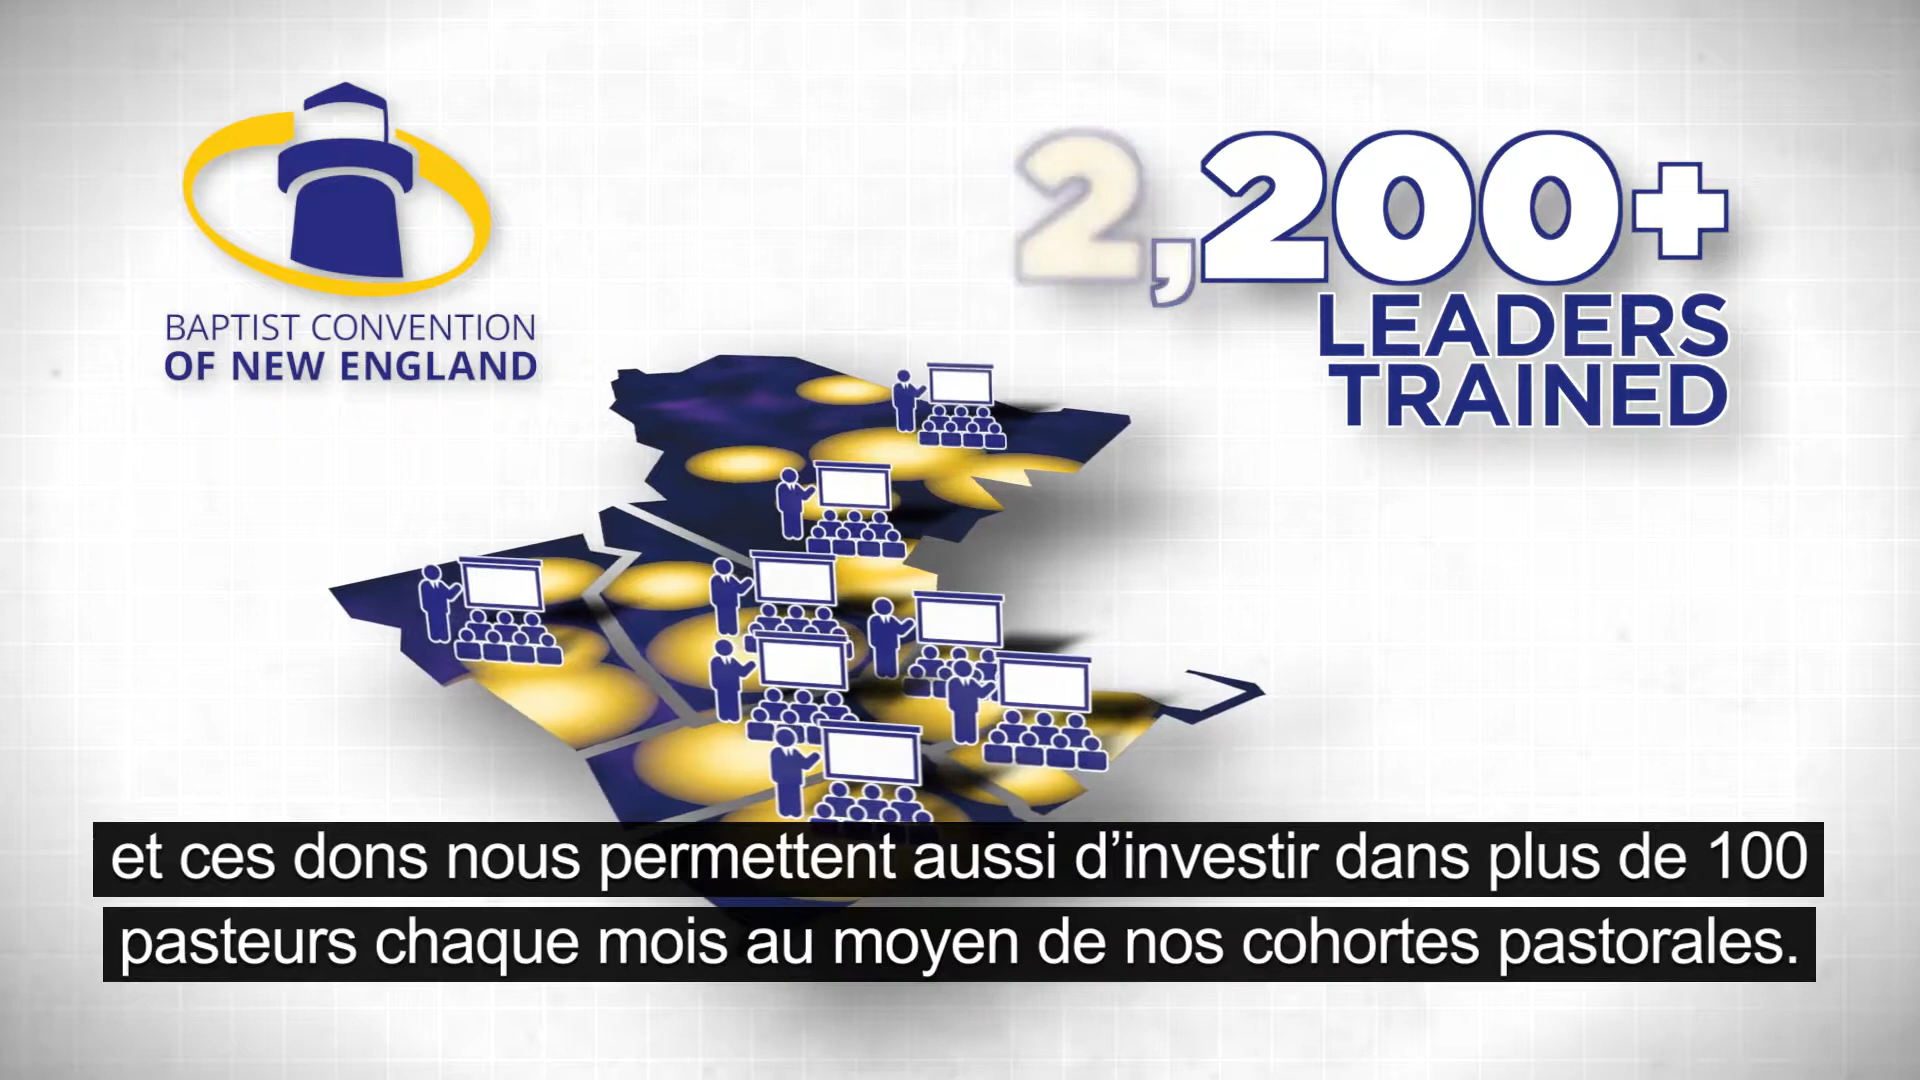 BAPTIST CONVENTION
OF NEW ENGLAND
2,200+
LEADERS
TRAINED
et ces dons nous permettent aussi d’investir dans plus de 100
pasteurs chaque mois au moyen de nos cohortes pastorales.